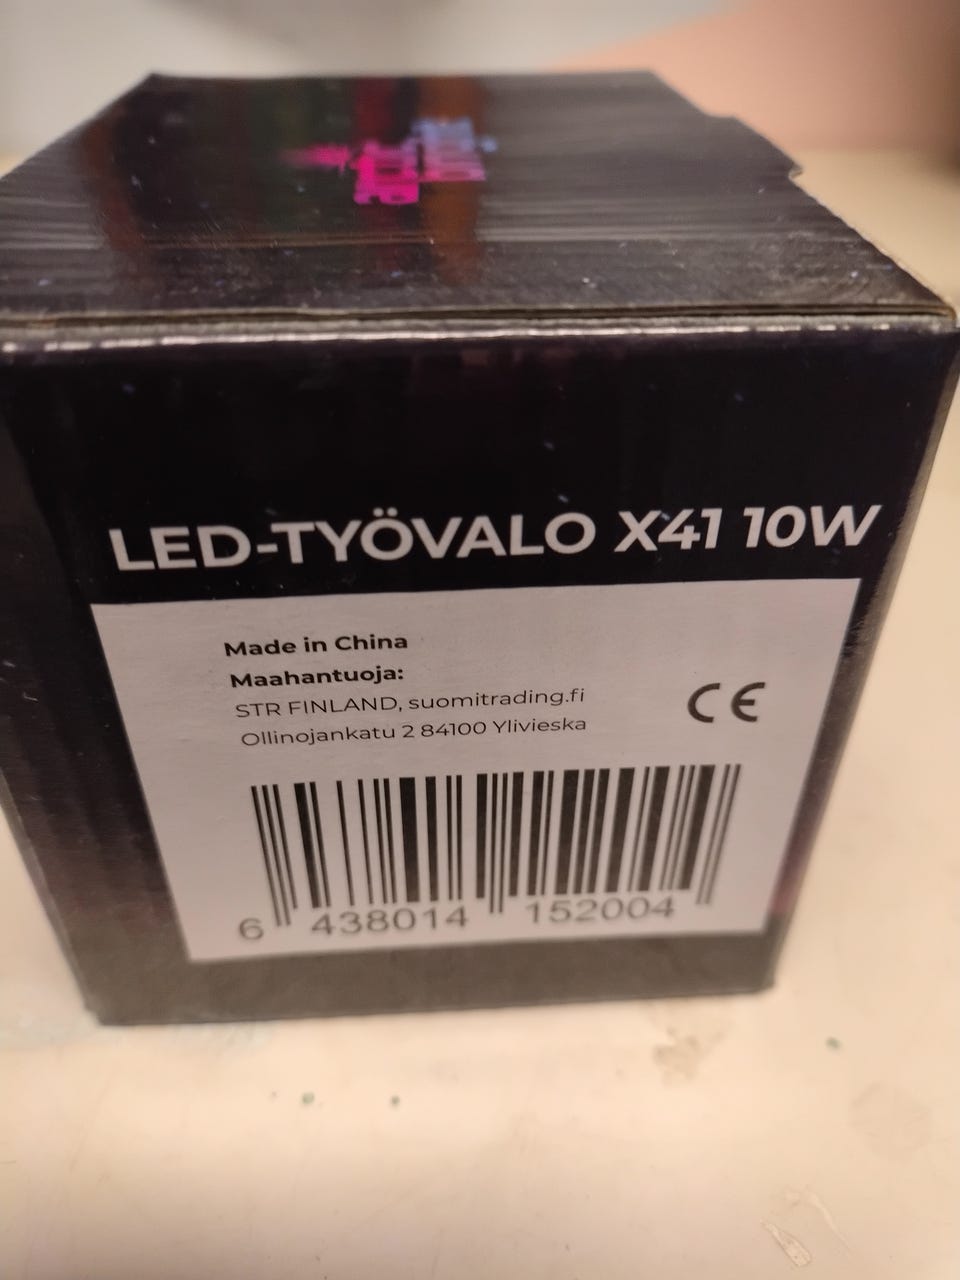 LED-TYÖVALO X41 10W
Made in China
Maahantuoja:
STR FINLAND, suomitrading.fi
Ollinojankatu 2 84100 Ylivieska
CE
6 438014 152004